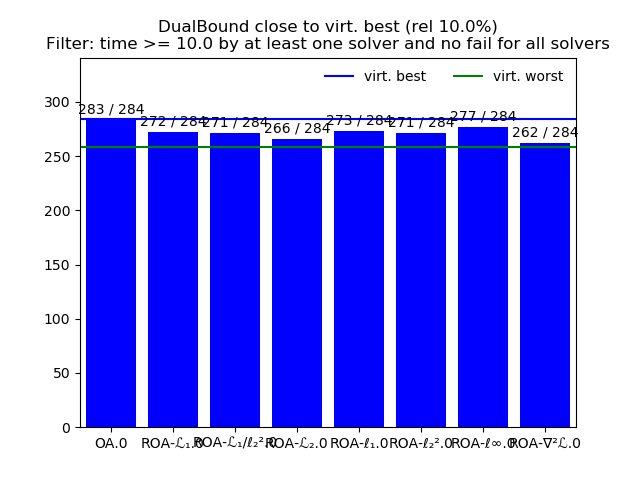 DualBound close to virt. best (rel 10.0%)
Filter: time >= 10.0 by at least one solver and no fail for all solvers
virt. best virt. worst
283 / 284 272 / 284 271 / 284 266 / 284 273 / 284 271 / 284 277 / 284 262 / 284
300
250
200
150
100
50
0
OA.0 ROA-ℒ₁.0 ROA-ℒ₁/ℓ₂².0 ROA-ℒ₂.0 ROA-ℓ₁.0 ROA-ℓ₂².0 ROA-ℓ∞.0 ROA-∇²ℒ.0